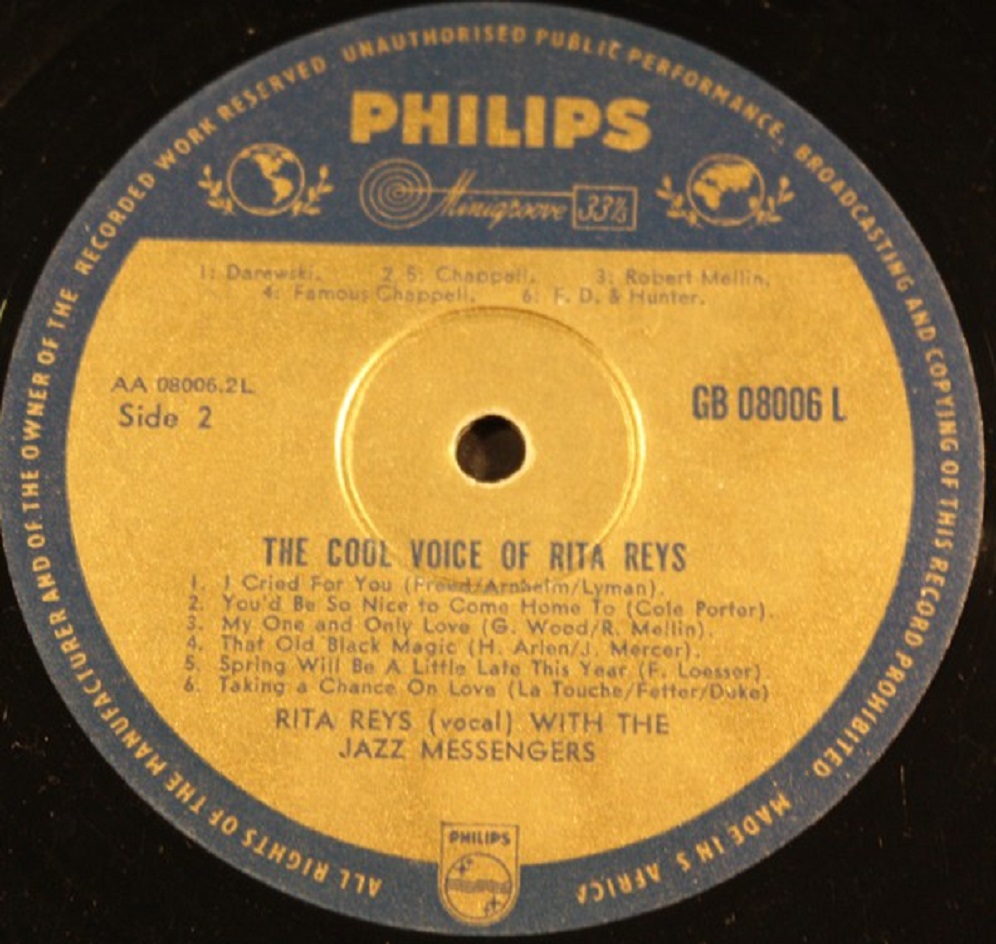 ALL RIGHTS OF THE MANUFACTURER AND OF THE OWNER OF THE RECORDED WORK RESERVED UNAUTHORISED PUBLIC PERFORMANCE, BROADCASTING AND COPYING OF THIS RECORD PROHIBITED MADE IN S AFRICA
PHILIPS
Minigroove 33⅓
1: Darewski. 2 5: Chappell. 3: Robert Mellin.
4: Famous Chappell. 6: F. D. & Hunter.
AA 08006.2L
Side 2
GB 08006 L
THE COOL VOICE OF RITA REYS
1. I Cried For You (Freud/Arnheim/Lyman).
2. You'd Be So Nice to Come Home To (Cole Porter).
3. My One and Only Love (G. Wood/R. Mellin).
4. That Old Black Magic (H. Arlen/J. Mercer).
5. Spring Will Be A Little Late This Year (F. Loesser)
6. Taking a Chance On Love (La Touche/Fetter/Duke)
RITA REYS (vocal) WITH THE
JAZZ MESSENGERS
PHILIPS